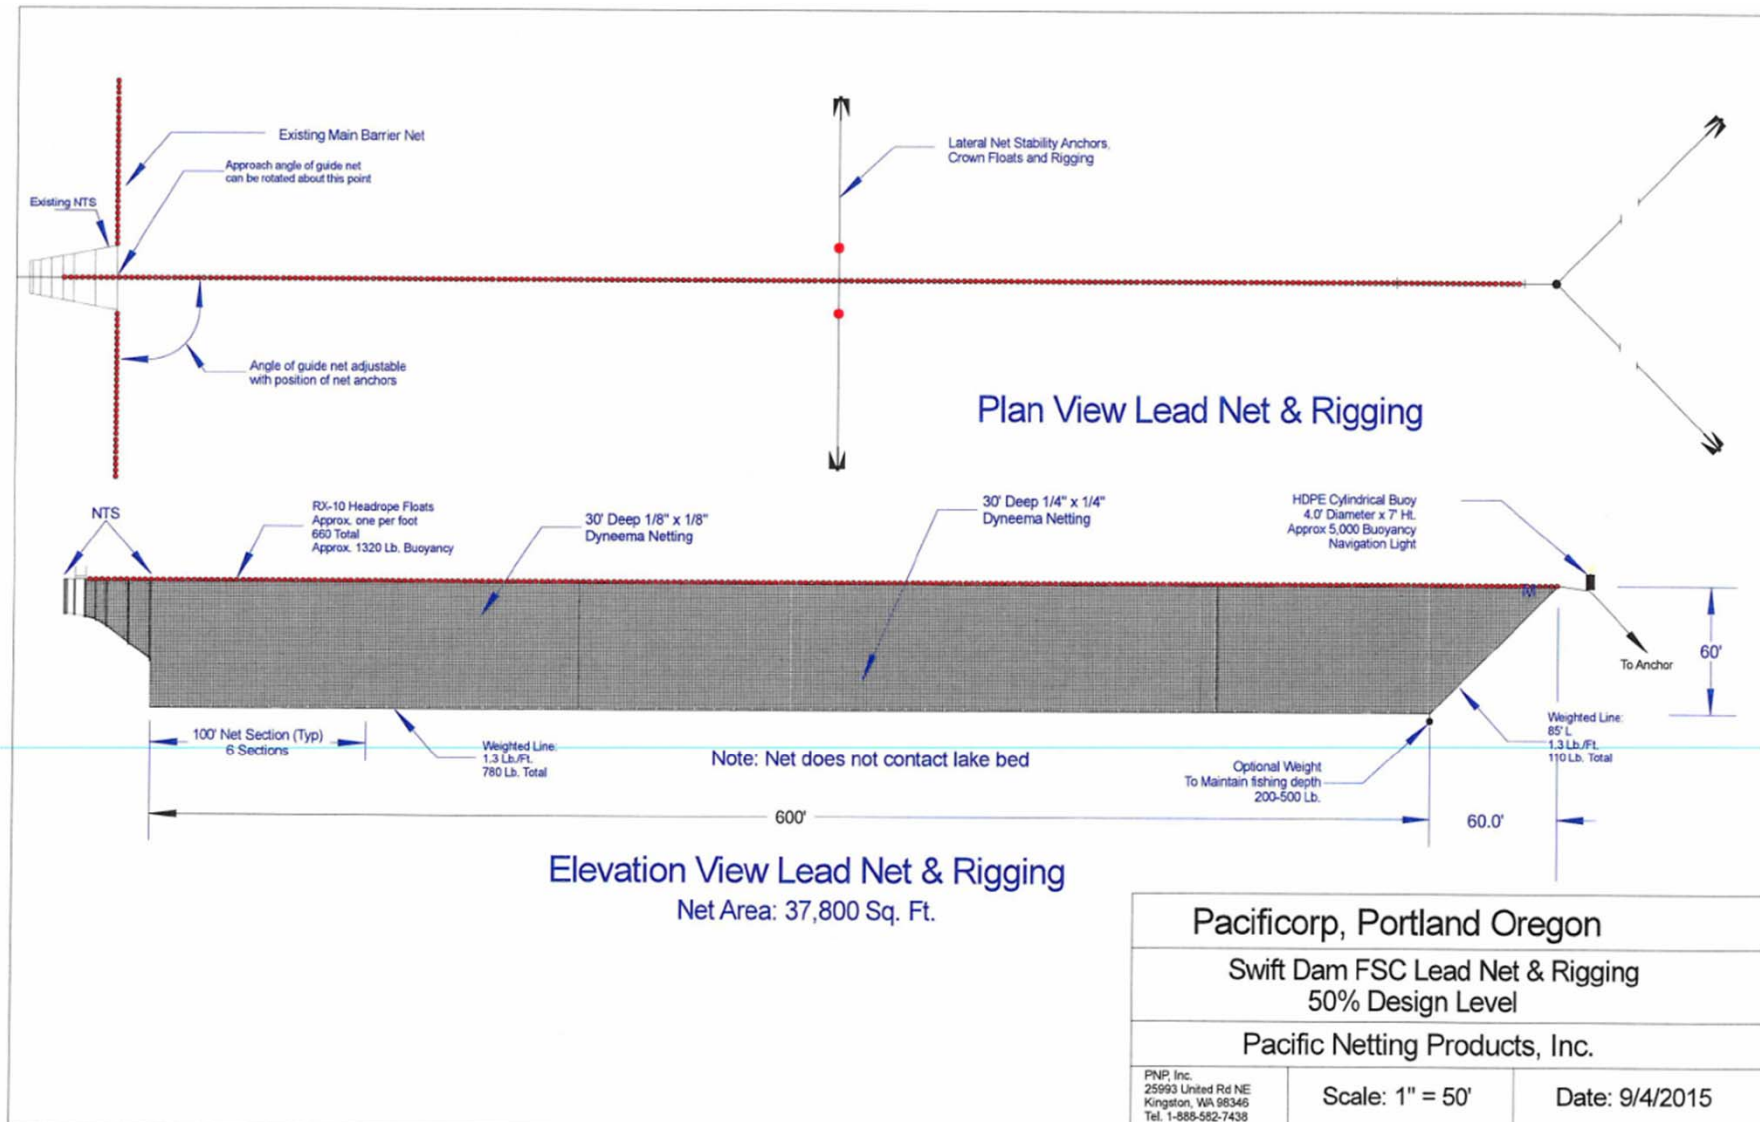 Existing Main Barrier Net
Approach angle of guide net
can be rotated about this point
Existing NTS
Lateral Net Stability Anchors,
Crown Floats and Rigging
Angle of guide net adjustable
with position of net anchors
Plan View Lead Net & Rigging
NTS
RX-10 Headrope Floats
Approx. one per foot
660 Total
Approx. 1320 Lb. Buoyancy
30' Deep 1/8" x 1/8"
Dyneema Netting
30' Deep 1/4" x 1/4"
Dyneema Netting
HDPE Cylindrical Buoy
4.0' Diameter x 7' Ht.
Approx 5,000 Buoyancy
Navigation Light
To Anchor
60'
100' Net Section (Typ)
6 Sections
Weighted Line:
1.3 Lb./Ft.
780 Lb. Total
Note: Net does not contact lake bed
Optional Weight
To Maintain fishing depth
200-500 Lb.
Weighted Line:
85' L
1.3 Lb./Ft.
110 Lb. Total
600'
60.0'
Elevation View Lead Net & Rigging
Net Area: 37,800 Sq. Ft.
Pacificorp, Portland Oregon
Swift Dam FSC Lead Net & Rigging
50% Design Level
Pacific Netting Products, Inc.
PNP, Inc.
25993 United Rd NE
Kingston, WA 98346
Tel. 1-888-582-7438
Scale: 1" = 50'
Date: 9/4/2015